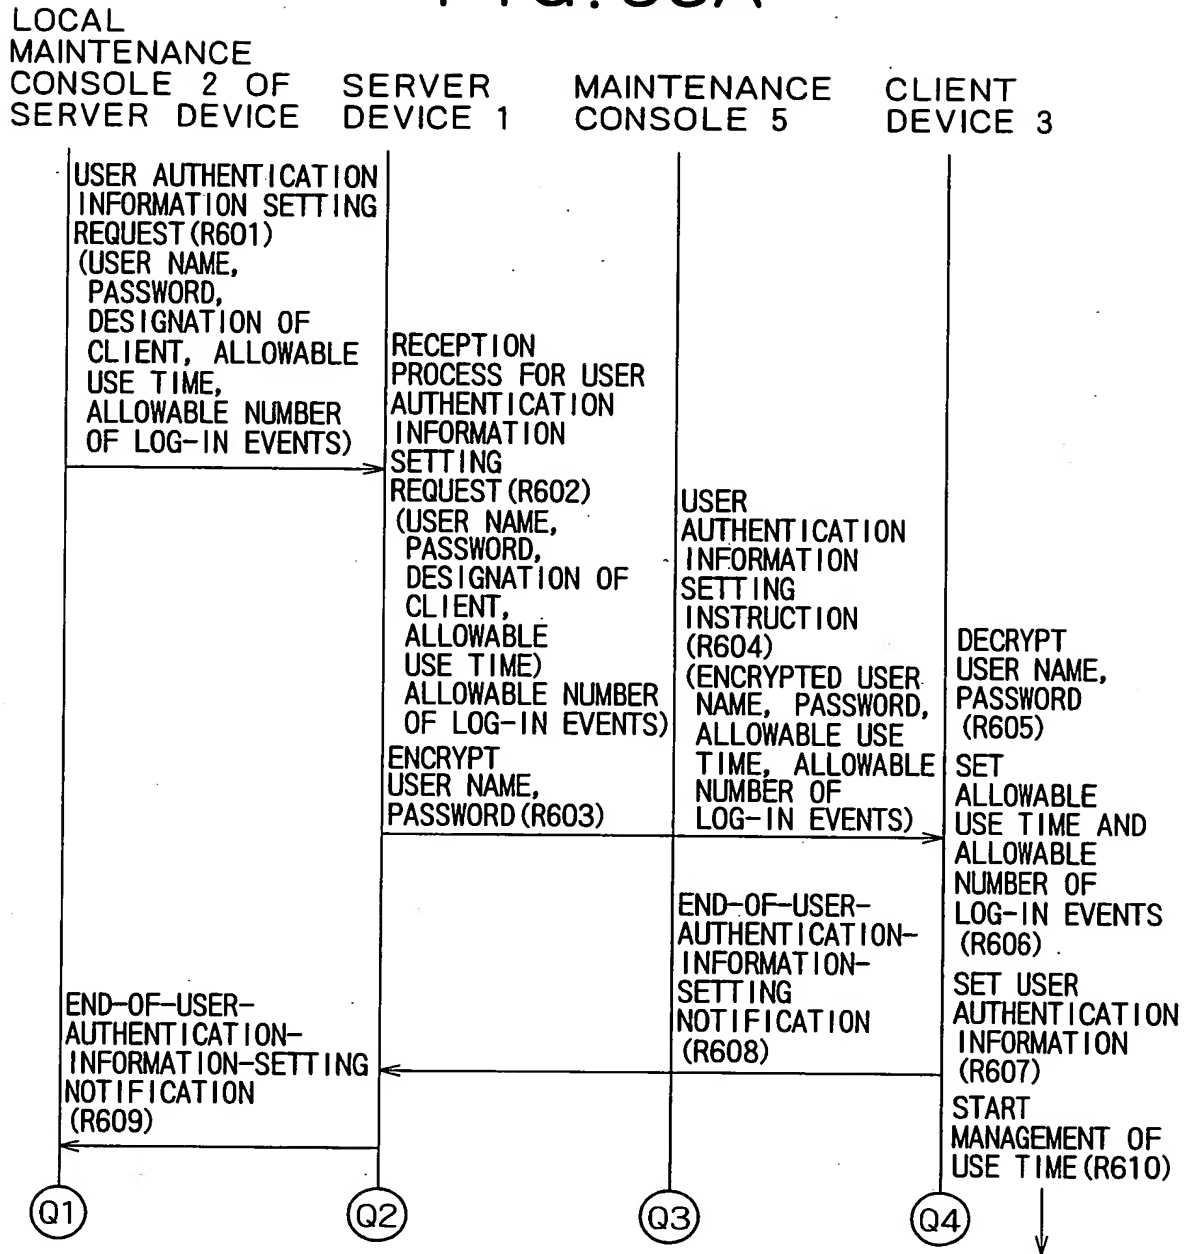 LOCAL
MAINTENANCE
CONSOLE 2 OF
SERVER DEVICE
SERVER
DEVICE 1
MAINTENANCE
CONSOLE 5
CLIENT
DEVICE 3
USER AUTHENTICATION
INFORMATION SETTING
REQUEST(R601)
(USER NAME,
PASSWORD,
DESIGNATION OF
CLIENT, ALLOWABLE
USE TIME,
ALLOWABLE NUMBER
OF LOG-IN EVENTS)
RECEPTION
PROCESS FOR USER
AUTHENTICATION
INFORMATION
SETTING
REQUEST(R602)
(USER NAME,
PASSWORD,
DESIGNATION OF
CLIENT,
ALLOWABLE
USE TIME)
ALLOWABLE NUMBER
OF LOG-IN EVENTS)
ENCRYPT
USER NAME,
PASSWORD(R603)
USER
AUTHENTICATION
INFORMATION
SETTING
INSTRUCTION
(R604)
(ENCRYPTED USER
NAME, PASSWORD,
ALLOWABLE USE
TIME, ALLOWABLE
NUMBER OF
LOG-IN EVENTS)
DECRYPT
USER NAME,
PASSWORD
(R605)
SET
ALLOWABLE
USE TIME AND
ALLOWABLE
NUMBER OF
LOG-IN EVENTS
(R606)
SET USER
AUTHENTICATION
INFORMATION
(R607)
START
MANAGEMENT OF
USE TIME(R610)
END-OF-USER-
AUTHENTICATION-
INFORMATION-
SETTING
NOTIFICATION
(R608)
END-OF-USER-
AUTHENTICATION-
INFORMATION-SETTING
NOTIFICATION
(R609)
Q1
Q2
Q3
Q4